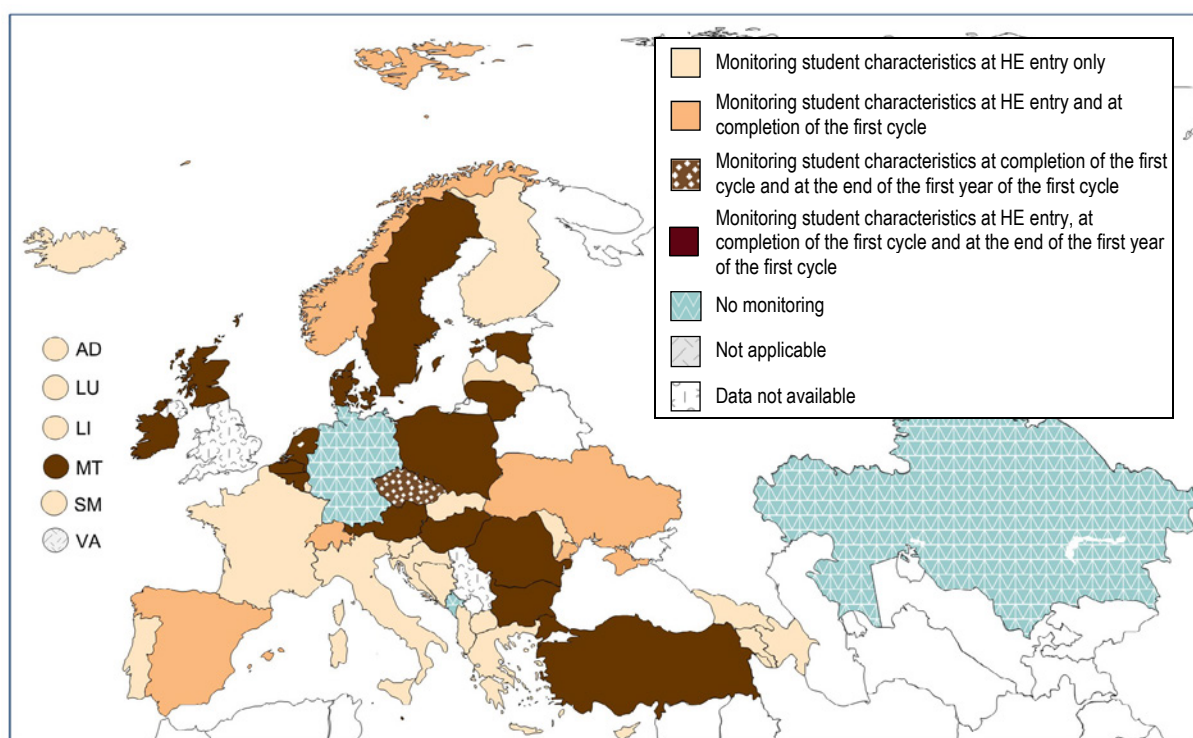 Monitoring student characteristics at HE entry only
Monitoring student characteristics at HE entry and at
completion of the first cycle
Monitoring student characteristics at completion of the first
cycle and at the end of the first year of the first cycle
Monitoring student characteristics at HE entry, at
completion of the first cycle and at the end of the first year
of the first cycle
No monitoring
Not applicable
Data not available
AD
LU
LI
MT
SM
VA